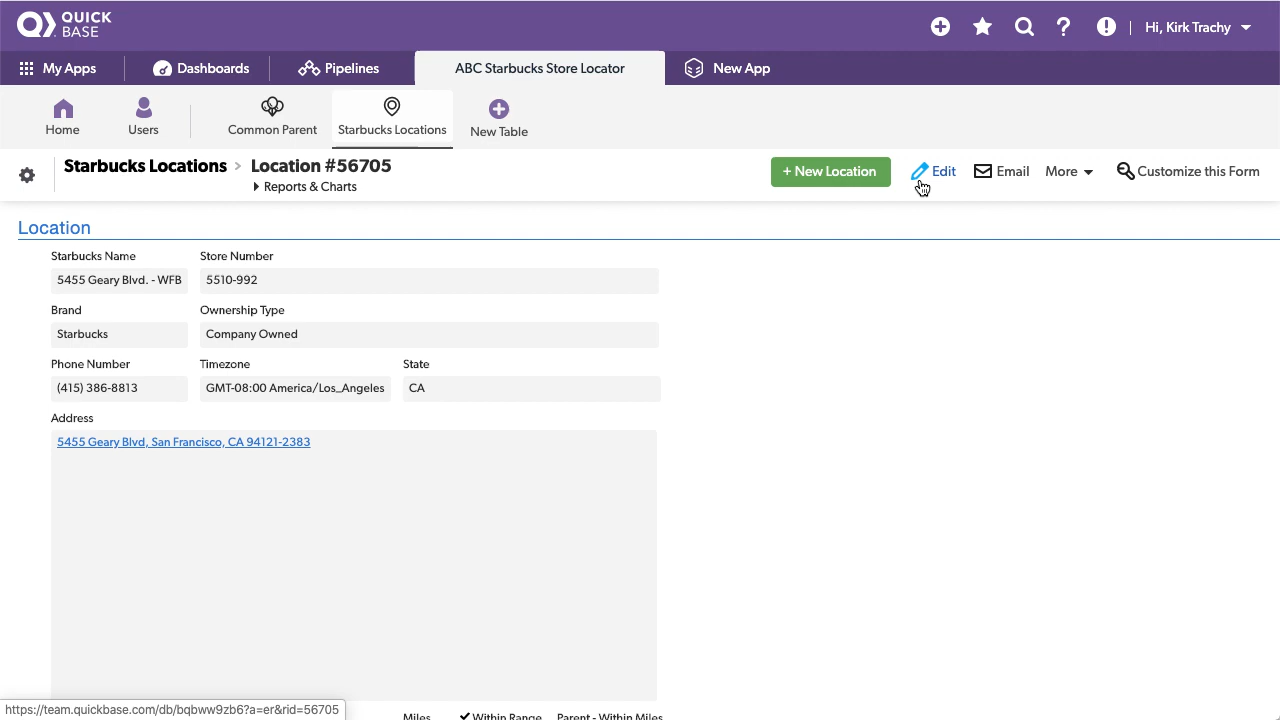 QUICK
BASE
Hi, Kirk Trachy
My Apps
Dashboards
Pipelines
ABC Starbucks Store Locator
New App
Home
Users
Common Parent
Starbucks Locations
New Table
Starbucks Locations > Location #56705
Reports & Charts
+ New Location
Edit
Email
More
Customize this Form
Location
Starbucks Name
Store Number
5455 Geary Blvd. - WFB
5510-992
Brand
Ownership Type
Starbucks
Company Owned
Phone Number
Timezone
State
(415) 386-8813
GMT-08:00 America/Los_Angeles
CA
Address
5455 Geary Blvd, San Francisco, CA 94121-2383
https://team.quickbase.com/db/bqbww9zb6?a=er&rid=56705
Miles
Within Range
Parent - Within Miles